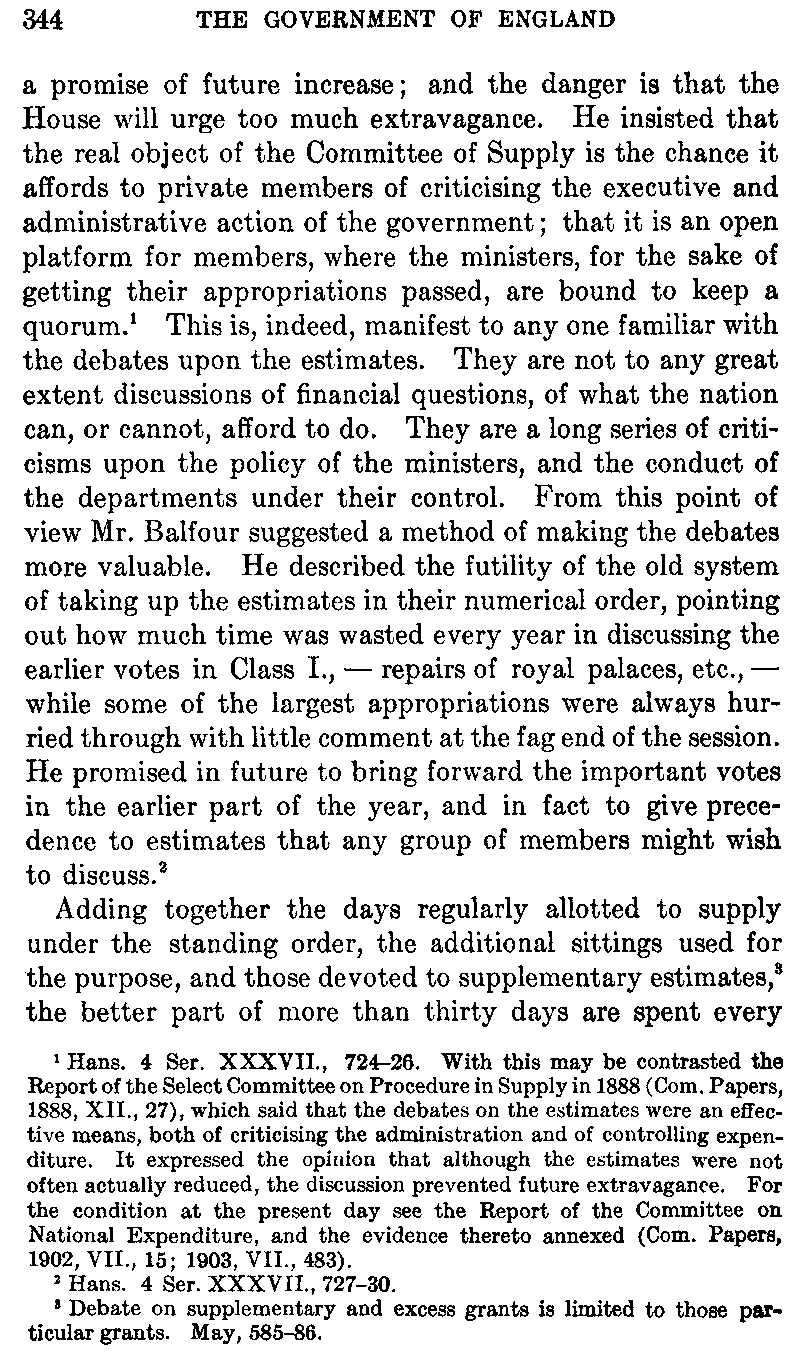 344 THE GOVERNMENT OF ENGLAND
a promise of future increase; and the danger is that the
House will urge too much extravagance. He insisted that
the real object of the Committee of Supply is the chance it
affords to private members of criticising the executive and
administrative action of the government; that it is an open
platform for members, where the ministers, for the sake of
getting their appropriations passed, are bound to keep a
quorum.¹ This is, indeed, manifest to any one familiar with
the debates upon the estimates. They are not to any great
extent discussions of financial questions, of what the nation
can, or cannot, afford to do. They are a long series of criti-
cisms upon the policy of the ministers, and the conduct of
the departments under their control. From this point of
view Mr. Balfour suggested a method of making the debates
more valuable. He described the futility of the old system
of taking up the estimates in their numerical order, pointing
out how much time was wasted every year in discussing the
earlier votes in Class I., — repairs of royal palaces, etc., —
while some of the largest appropriations were always hur-
ried through with little comment at the fag end of the session.
He promised in future to bring forward the important votes
in the earlier part of the year, and in fact to give prece-
dence to estimates that any group of members might wish
to discuss.²
Adding together the days regularly allotted to supply
under the standing order, the additional sittings used for
the purpose, and those devoted to supplementary estimates,³
the better part of more than thirty days are spent every
¹ Hans. 4 Ser. XXXVII., 724–26. With this may be contrasted the
Report of the Select Committee on Procedure in Supply in 1888 (Com. Papers,
1888, XII., 27), which said that the debates on the estimates were an effec-
tive means, both of criticising the administration and of controlling expen-
diture. It expressed the opinion that although the estimates were not
often actually reduced, the discussion prevented future extravagance. For
the condition at the present day see the Report of the Committee on
National Expenditure, and the evidence thereto annexed (Com. Papers,
1902, VII., 15; 1903, VII., 483).
² Hans. 4 Ser. XXXVII., 727–30.
³ Debate on supplementary and excess grants is limited to those par-
ticular grants. May, 585–86.